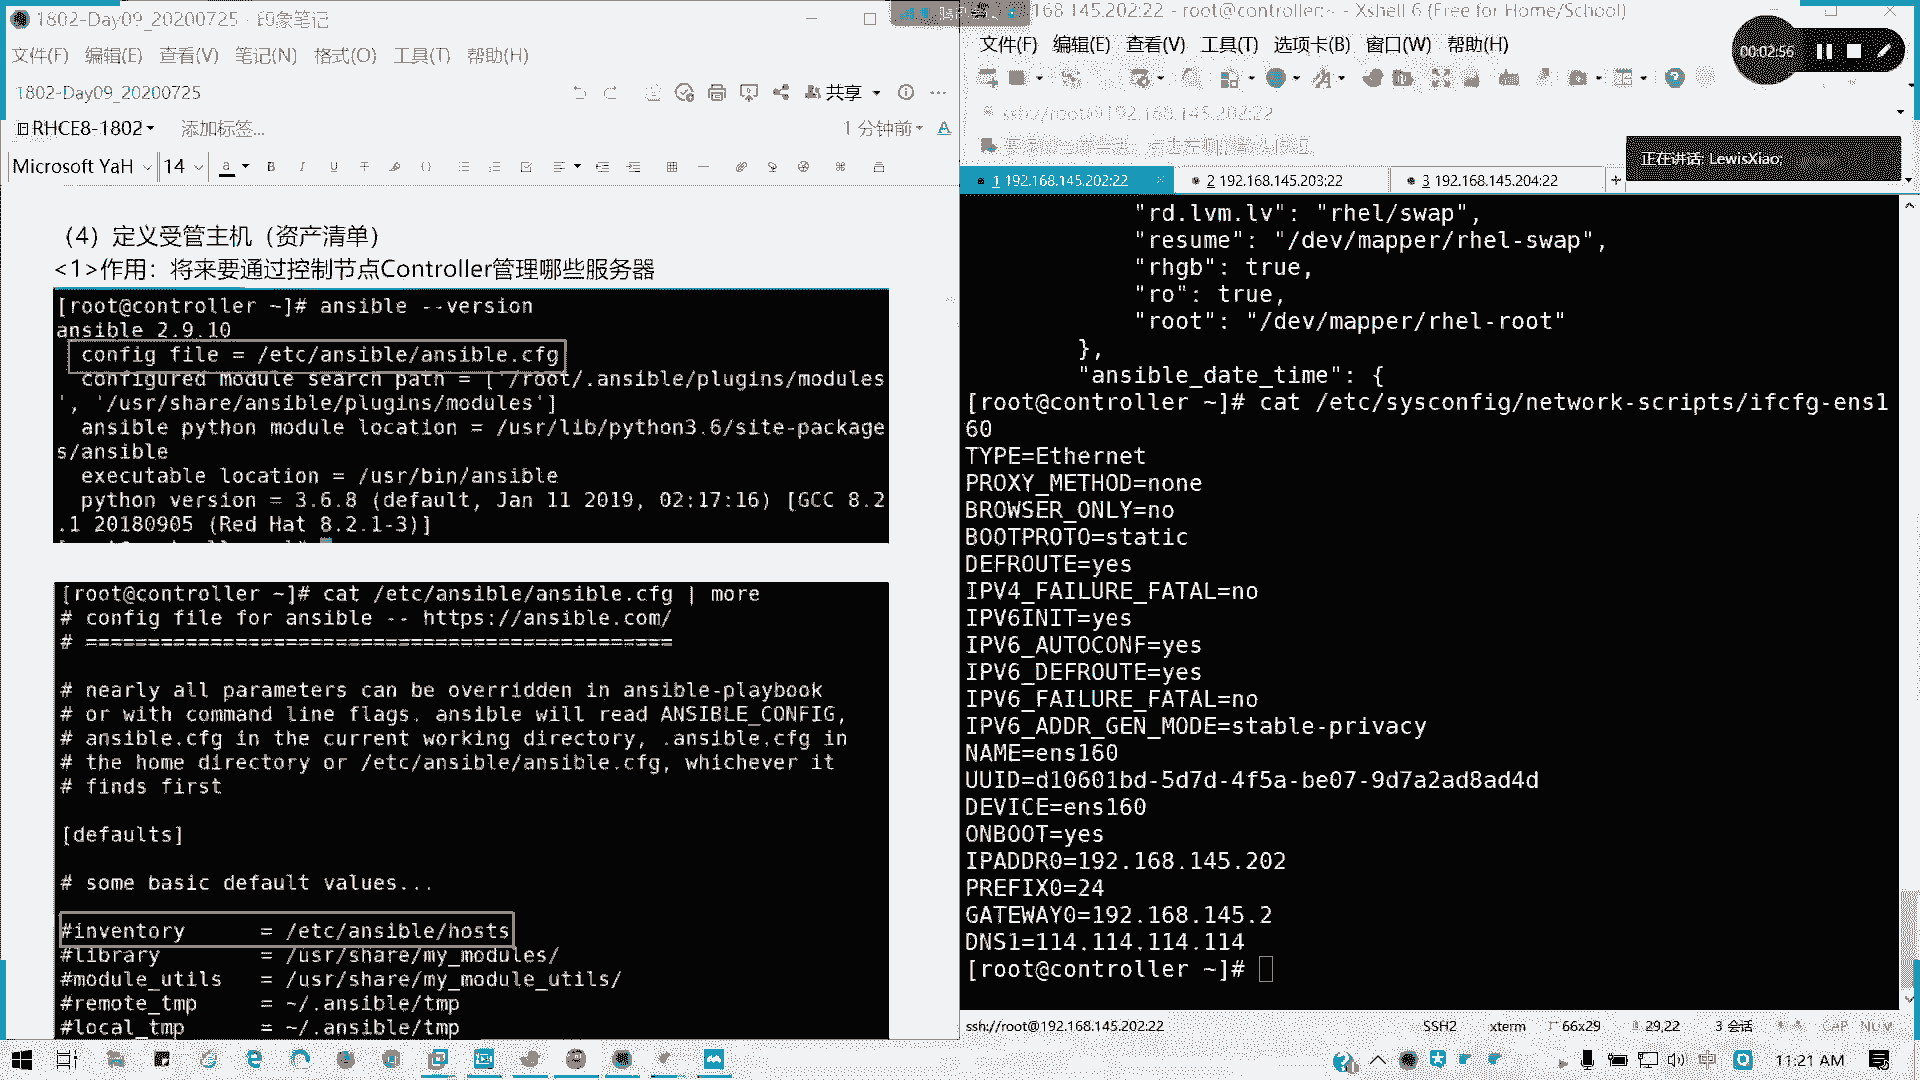 1802-Day09_20200725 - 印象笔记
文件(F) 编辑(E) 查看(V) 笔记(N) 格式(O) 工具(T) 帮助(H)
1802-Day09_20200725
共享
RHCE8-1802
添加标签...
1 分钟前
Microsoft YaH
14
（4）定义受管主机（资产清单）
<1>作用：将来要通过控制节点Controller管理哪些服务器
[root@controller ~]# ansible --version
ansible 2.9.10
config file = /etc/ansible/ansible.cfg
configured module search path = ['/root/.ansible/plugins/modules
', '/usr/share/ansible/plugins/modules']
ansible python module location = /usr/lib/python3.6/site-package
s/ansible
executable location = /usr/bin/ansible
python version = 3.6.8 (default, Jan 11 2019, 02:17:16) [GCC 8.2
.1 20180905 (Red Hat 8.2.1-3)]
[root@controller ~]# cat /etc/ansible/ansible.cfg | more
# config file for ansible -- https://ansible.com/
# ===============================================
# nearly all parameters can be overridden in ansible-playbook
# or with command line flags. ansible will read ANSIBLE_CONFIG,
# ansible.cfg in the current working directory, .ansible.cfg in
# the home directory or /etc/ansible/ansible.cfg, whichever it
# finds first
[defaults]
# some basic default values...
#inventory = /etc/ansible/hosts
#library = /usr/share/my_modules/
#module_utils = /usr/share/my_module_utils/
#remote_tmp = ~/.ansible/tmp
#local_tmp = ~/.ansible/tmp
168.145.202:22 - root@controller:~ - Xshell 6 (Free for Home/School)
文件(F) 编辑(E) 查看(V) 工具(T) 选项卡(B) 窗口(W) 帮助(H)
00:02:56
ssh://root@192.168.145.202:22
正在讲话: LewisXiao;
1 192.168.145.202:22
2 192.168.145.203:22
3 192.168.145.204:22
"rd.lvm.lv": "rhel/swap",
"resume": "/dev/mapper/rhel-swap",
"rhgb": true,
"ro": true,
"root": "/dev/mapper/rhel-root"
},
"ansible_date_time": {
[root@controller ~]# cat /etc/sysconfig/network-scripts/ifcfg-ens1
60
TYPE=Ethernet
PROXY_METHOD=none
BROWSER_ONLY=no
BOOTPROTO=static
DEFROUTE=yes
IPV4_FAILURE_FATAL=no
IPV6INIT=yes
IPV6_AUTOCONF=yes
IPV6_DEFROUTE=yes
IPV6_FAILURE_FATAL=no
IPV6_ADDR_GEN_MODE=stable-privacy
NAME=ens160
UUID=d10601bd-5d7d-4f5a-be07-9d7a2ad8ad4d
DEVICE=ens160
ONBOOT=yes
IPADDR0=192.168.145.202
PREFIX0=24
GATEWAY0=192.168.145.2
DNS1=114.114.114.114
[root@controller ~]#
ssh://root@192.168.145.202:22
SSH2
xterm
66x29
29,22
3 会话
CAP NUM
11:21 AM